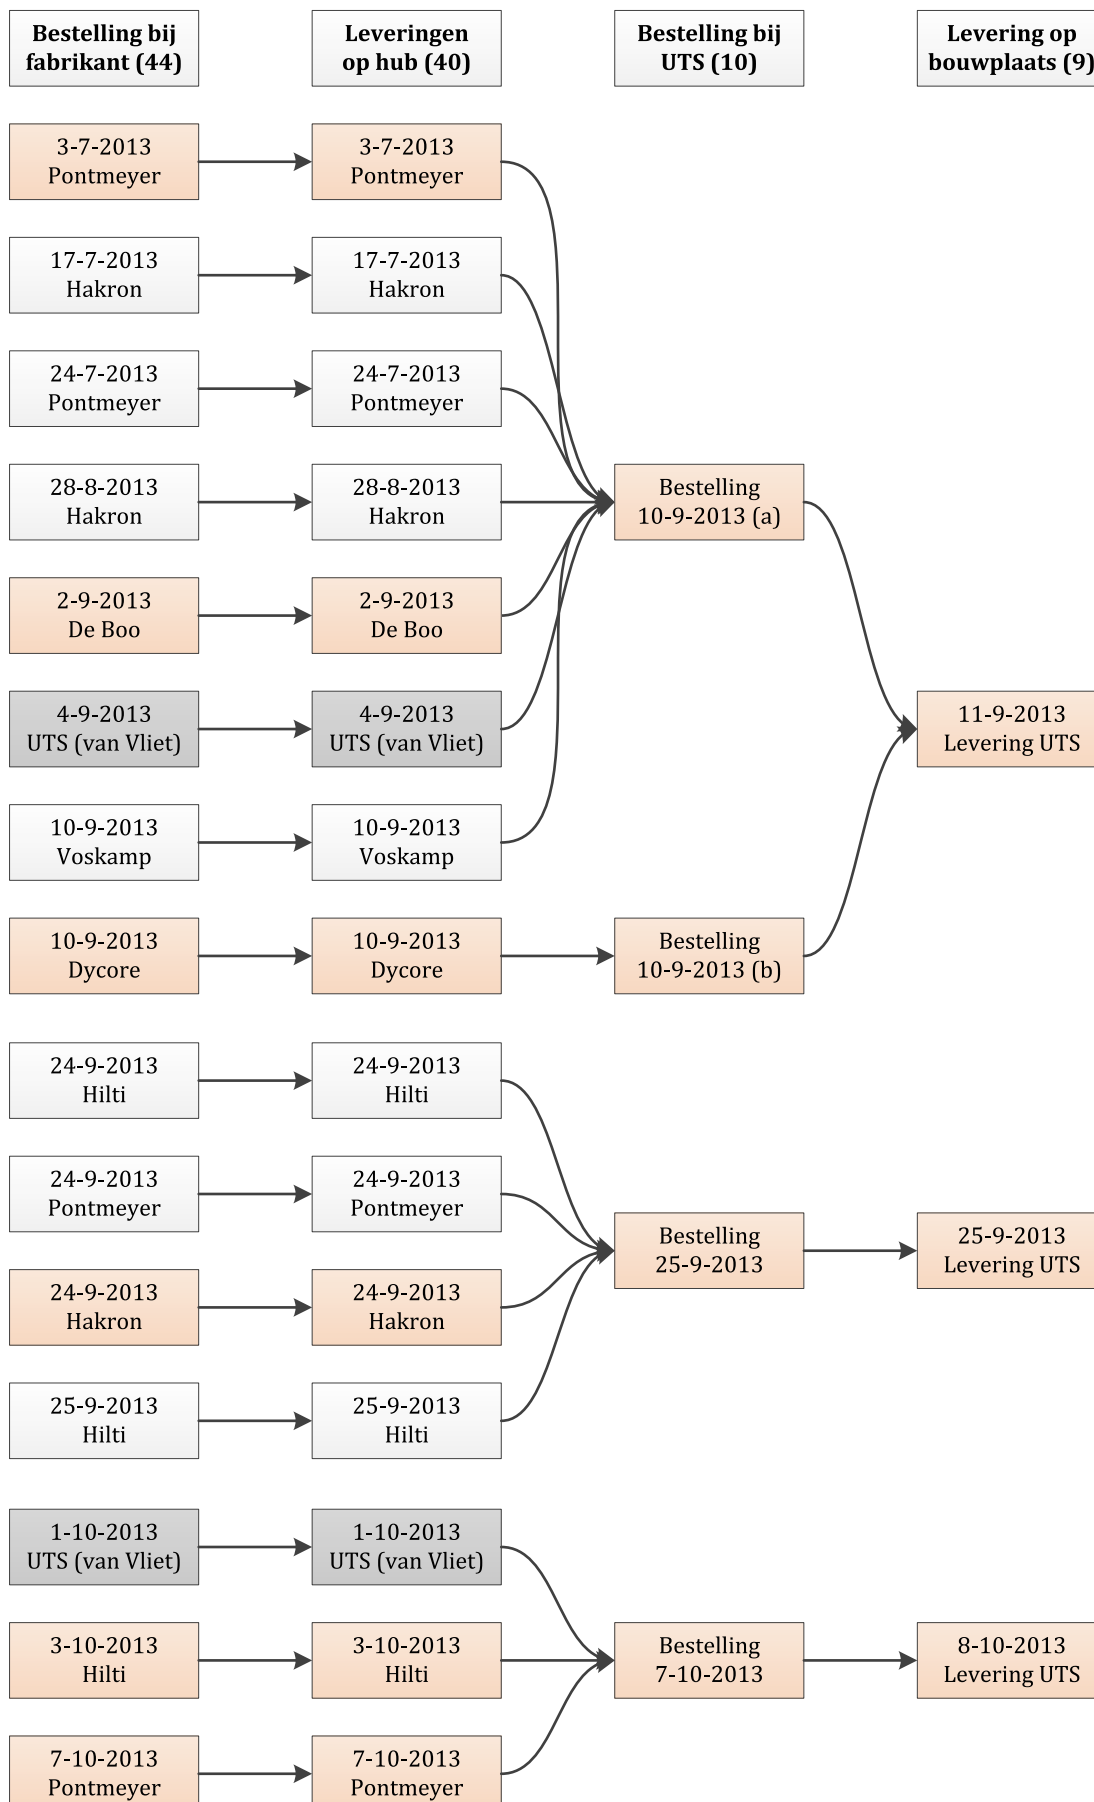 Bestelling bij
fabrikant (44)
Leveringen
op hub (40)
Bestelling bij
UTS (10)
Levering op
bouwplaats (9)
3-7-2013
Pontmeyer
3-7-2013
Pontmeyer
17-7-2013
Hakron
17-7-2013
Hakron
24-7-2013
Pontmeyer
24-7-2013
Pontmeyer
28-8-2013
Hakron
28-8-2013
Hakron
Bestelling
10-9-2013 (a)
2-9-2013
De Boo
2-9-2013
De Boo
4-9-2013
UTS (van Vliet)
4-9-2013
UTS (van Vliet)
11-9-2013
Levering UTS
10-9-2013
Voskamp
10-9-2013
Voskamp
10-9-2013
Dycore
10-9-2013
Dycore
Bestelling
10-9-2013 (b)
24-9-2013
Hilti
24-9-2013
Hilti
24-9-2013
Pontmeyer
24-9-2013
Pontmeyer
Bestelling
25-9-2013
25-9-2013
Levering UTS
24-9-2013
Hakron
24-9-2013
Hakron
25-9-2013
Hilti
25-9-2013
Hilti
1-10-2013
UTS (van Vliet)
1-10-2013
UTS (van Vliet)
3-10-2013
Hilti
3-10-2013
Hilti
Bestelling
7-10-2013
8-10-2013
Levering UTS
7-10-2013
Pontmeyer
7-10-2013
Pontmeyer